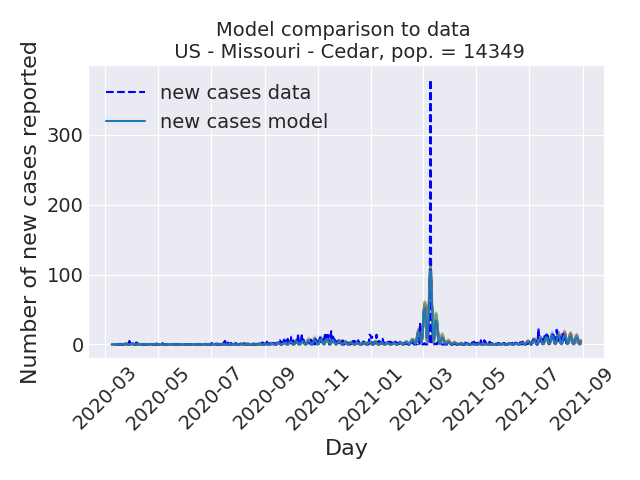 Model comparison to data
US - Missouri - Cedar, pop. = 14349
Number of new cases reported
new cases data
new cases model
300
200
100
0
2020-03
2020-05
2020-07
2020-09
2020-11
2021-01
2021-03
2021-05
2021-07
2021-09
Day